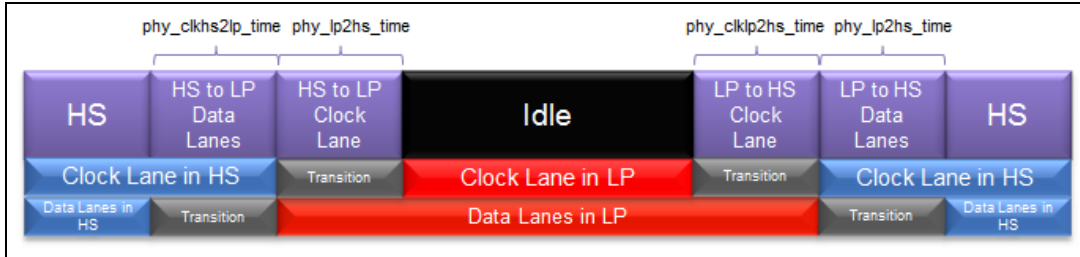 phy_clkhs2lp_time phy_lp2hs_time phy_clklp2hs_time phy_lp2hs_time
HS
HS to LP
Data
Lanes
HS to LP
Clock
Lane
Idle
LP to HS
Clock
Lane
LP to HS
Data
Lanes
HS
Clock Lane in HS
Transition
Clock Lane in LP
Transition
Clock Lane in HS
Data Lanes in
HS
Transition
Data Lanes in LP
Transition
Data Lanes in
HS